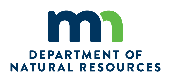 DEPARTMENT OF
NATURAL RESOURCES